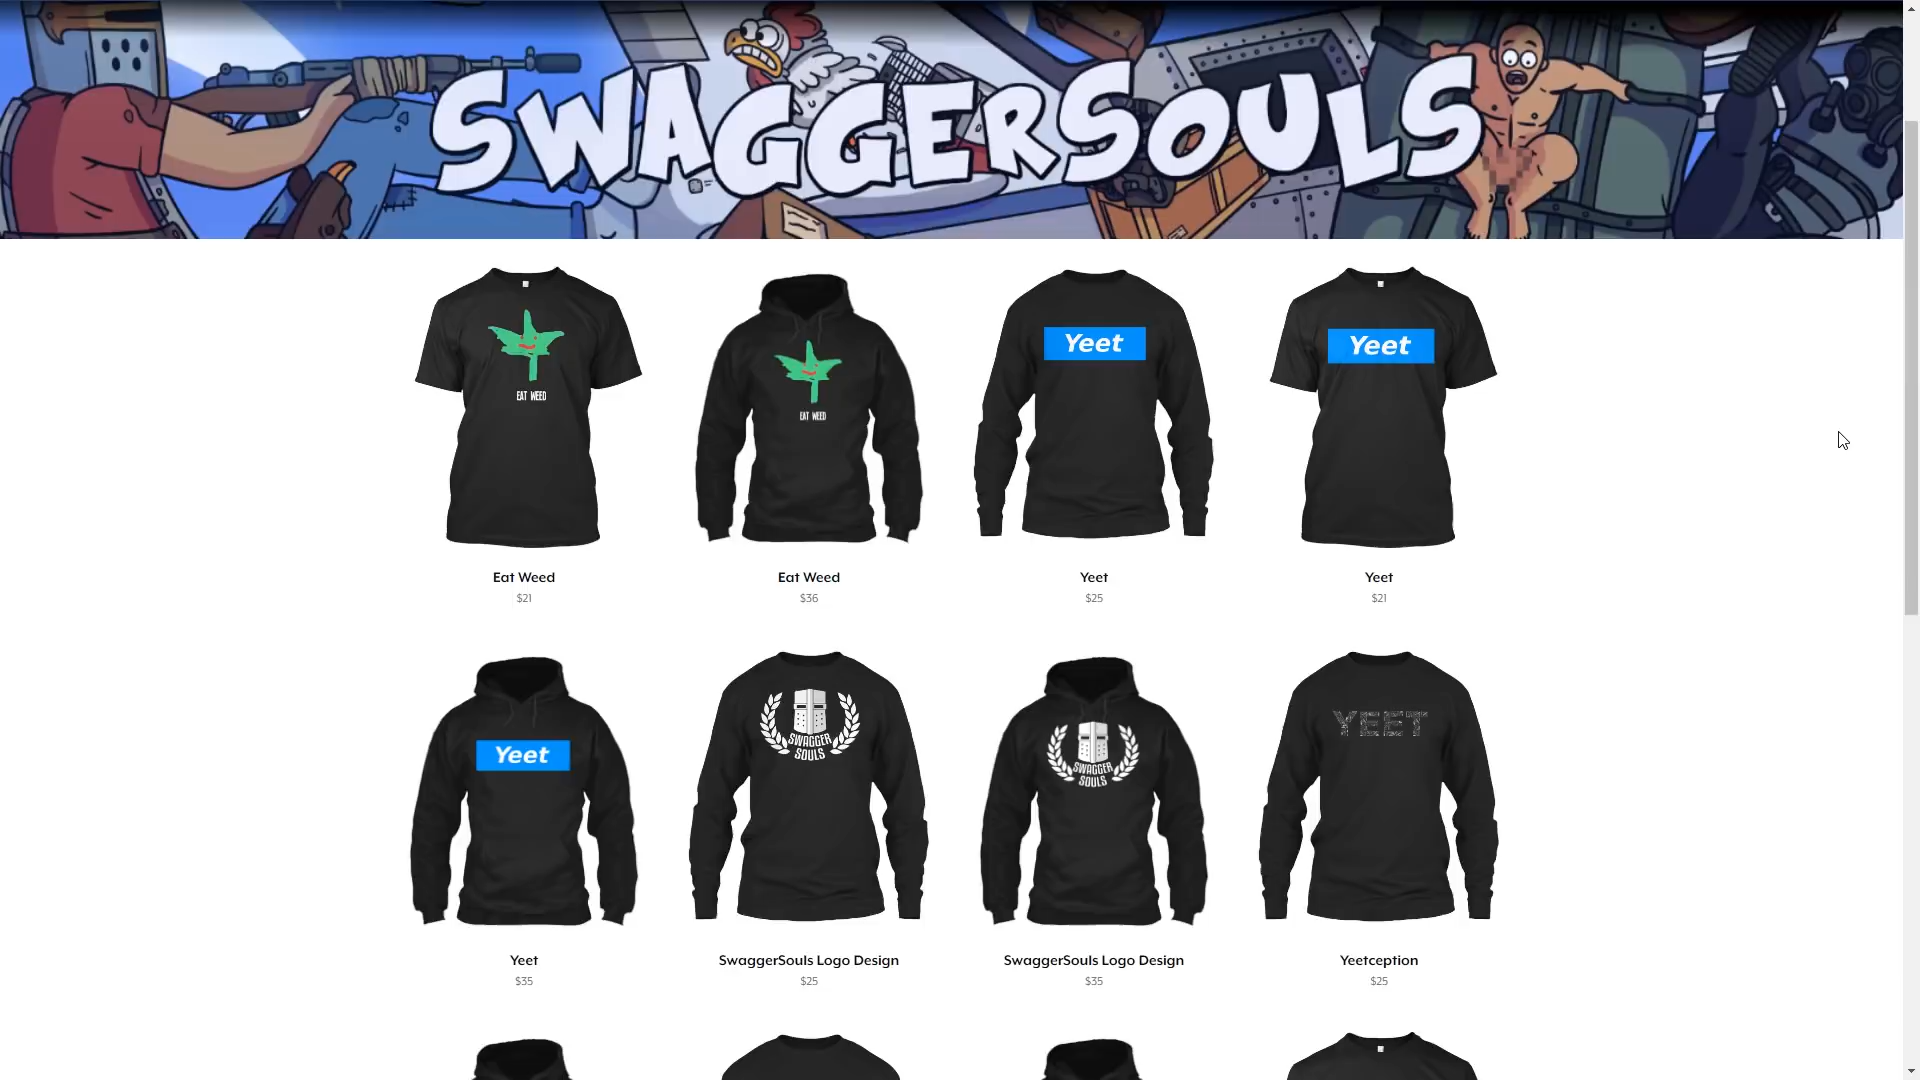 SWAGGERSOULS
EAT WEED
EAT WEED
Yeet
Yeet
Eat Weed
$21
Eat Weed
$36
Yeet
$25
Yeet
$21
Yeet
SWAGGER
SOULS
SWAGGER
SOULS
YEET
Yeet
$35
SwaggerSouls Logo Design
$25
SwaggerSouls Logo Design
$35
Yeetception
$25